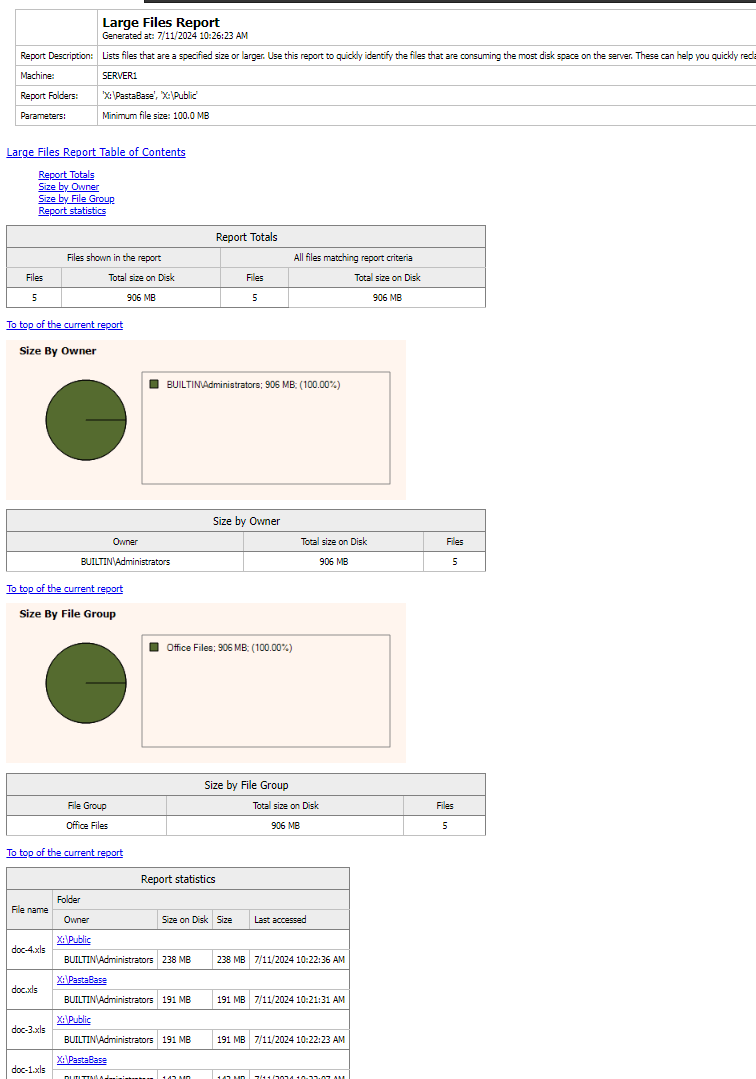 Large Files Report
Generated at: 7/11/2024 10:26:23 AM
Report Description: Lists files that are a specified size or larger. Use this report to quickly identify the files that are consuming the most disk space on the server. These can help you quickly
Machine: SERVER1
Report Folders: 'X:\PastaBase', 'X:\Public'
Parameters: Minimum file size: 100.0 MB
Large Files Report Table of Contents
Report Totals
Size by Owner
Size by File Group
Report statistics
Report Totals
Files shown in the report All files matching report criteria
Files Total size on Disk Files Total size on Disk
5 906 MB 5 906 MB
To top of the current report
Size By Owner
BUILTIN\Administrators; 906 MB; (100.00%)
Size by Owner
Owner Total size on Disk Files
BUILTIN\Administrators 906 MB 5
To top of the current report
Size By File Group
Office Files; 906 MB; (100.00%)
Size by File Group
File Group Total size on Disk Files
Office Files 906 MB 5
To top of the current report
Report statistics
File name Folder
Owner Size on Disk Size Last accessed
doc-4.xls X:\Public
BUILTIN\Administrators 238 MB 238 MB 7/11/2024 10:22:36 AM
doc.xls X:\PastaBase
BUILTIN\Administrators 191 MB 191 MB 7/11/2024 10:21:31 AM
doc-3.xls X:\Public
BUILTIN\Administrators 191 MB 191 MB 7/11/2024 10:22:23 AM
doc-1.xls X:\PastaBase